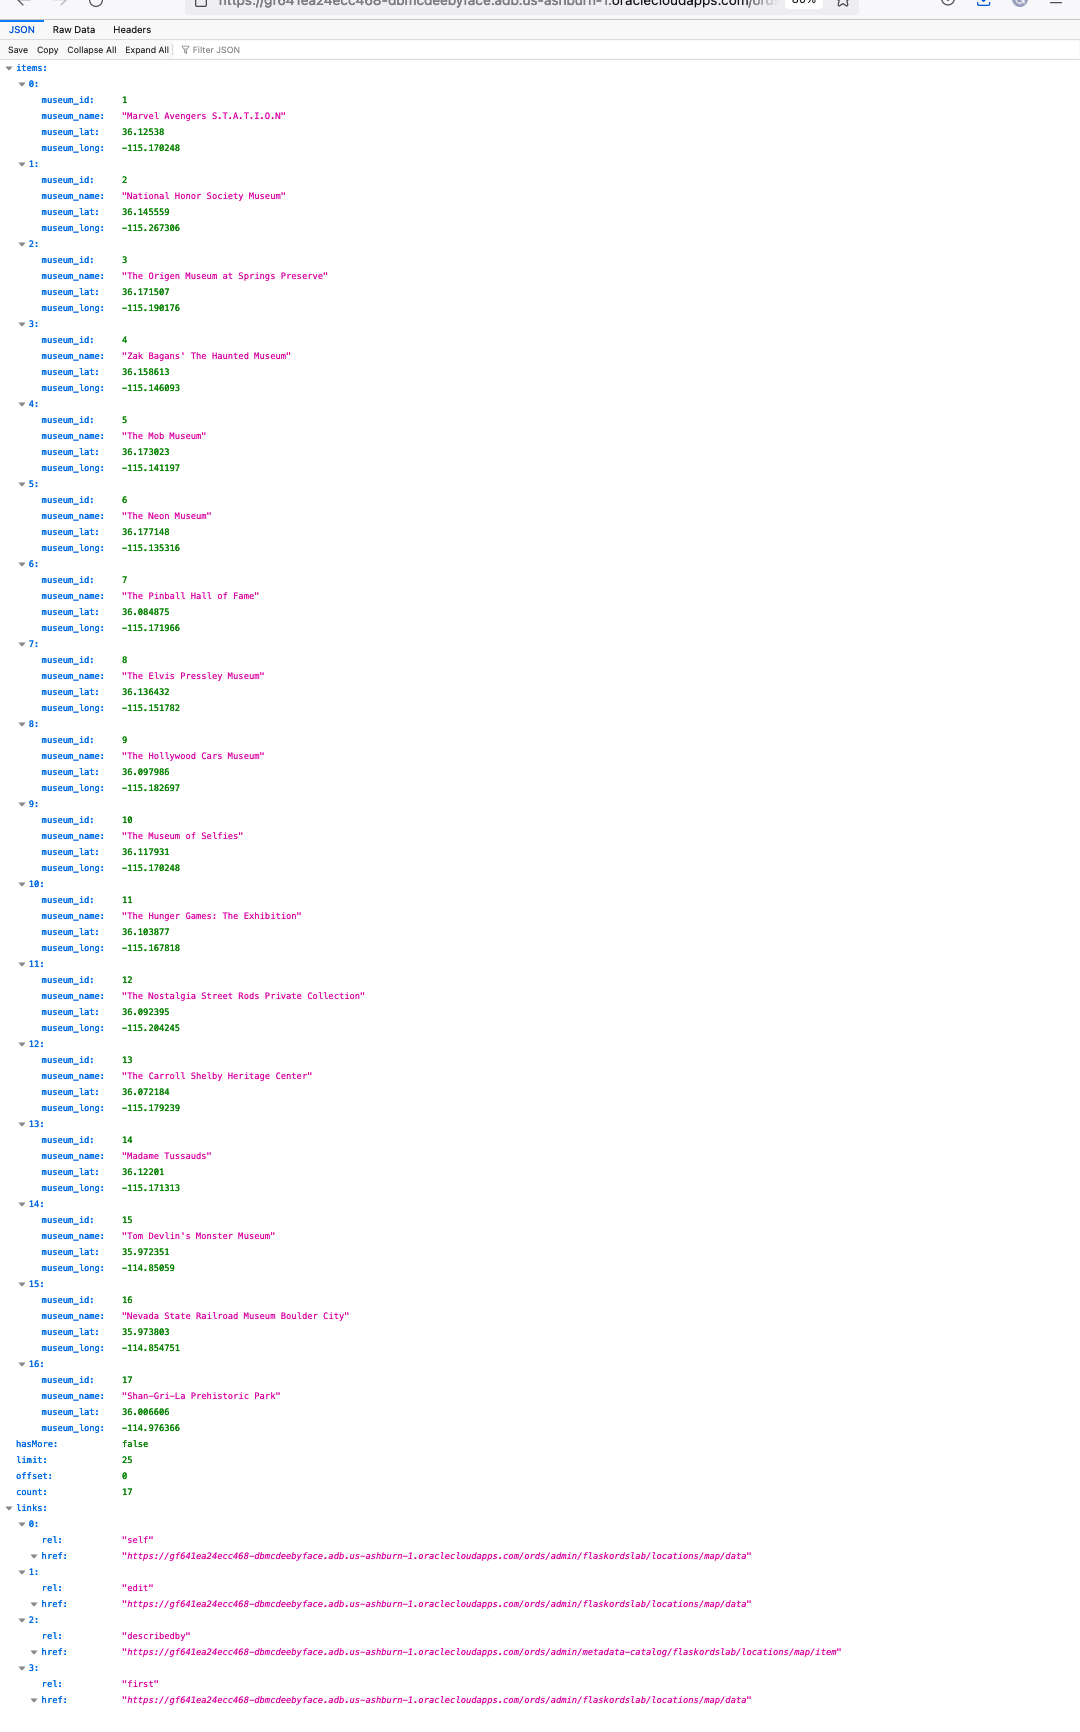 JSON Raw Data Headers
Save Copy Collapse All Expand All Filter JSON
items:
0:
museum_id: 1
museum_name: "Marvel Avengers S.T.A.T.I.O.N"
museum_lat: 36.12538
museum_long: -115.170248
1:
museum_id: 2
museum_name: "National Honor Society Museum"
museum_lat: 36.145559
museum_long: -115.267306
2:
museum_id: 3
museum_name: "The Origen Museum at Springs Preserve"
museum_lat: 36.171507
museum_long: -115.190176
3:
museum_id: 4
museum_name: "Zak Bagans' The Haunted Museum"
museum_lat: 36.158613
museum_long: -115.146093
4:
museum_id: 5
museum_name: "The Mob Museum"
museum_lat: 36.173023
museum_long: -115.141197
5:
museum_id: 6
museum_name: "The Neon Museum"
museum_lat: 36.177148
museum_long: -115.135316
6:
museum_id: 7
museum_name: "The Pinball Hall of Fame"
museum_lat: 36.084875
museum_long: -115.171966
7:
museum_id: 8
museum_name: "The Elvis Pressley Museum"
museum_lat: 36.136432
museum_long: -115.151782
8:
museum_id: 9
museum_name: "The Hollywood Cars Museum"
museum_lat: 36.097986
museum_long: -115.182697
9:
museum_id: 10
museum_name: "The Museum of Selfies"
museum_lat: 36.117931
museum_long: -115.170248
10:
museum_id: 11
museum_name: "The Hunger Games: The Exhibition"
museum_lat: 36.103877
museum_long: -115.167818
11:
museum_id: 12
museum_name: "The Nostalgia Street Rods Private Collection"
museum_lat: 36.092395
museum_long: -115.204245
12:
museum_id: 13
museum_name: "The Carroll Shelby Heritage Center"
museum_lat: 36.072184
museum_long: -115.179239
13:
museum_id: 14
museum_name: "Madame Tussauds"
museum_lat: 36.12201
museum_long: -115.171313
14:
museum_id: 15
museum_name: "Tom Devlin's Monster Museum"
museum_lat: 35.972351
museum_long: -114.85059
15:
museum_id: 16
museum_name: "Nevada State Railroad Museum Boulder City"
museum_lat: 35.973803
museum_long: -114.854751
16:
museum_id: 17
museum_name: "Shan-Gri-La Prehistoric Park"
museum_lat: 36.006606
museum_long: -114.976366
hasMore: false
limit: 25
offset: 0
count: 17
links:
0:
rel: "self"
href: "https://gf641ea24ecc468-dbmcdeebyface.adb.us-ashburn-1.oraclecloudapps.com/ords/admin/flaskordslab/locations/map/data"
1:
rel: "edit"
href: "https://gf641ea24ecc468-dbmcdeebyface.adb.us-ashburn-1.oraclecloudapps.com/ords/admin/flaskordslab/locations/map/data"
2:
rel: "describedby"
href: "https://gf641ea24ecc468-dbmcdeebyface.adb.us-ashburn-1.oraclecloudapps.com/ords/admin/metadata-catalog/flaskordslab/locations/map/item"
3:
rel: "first"
href: "https://gf641ea24ecc468-dbmcdeebyface.adb.us-ashburn-1.oraclecloudapps.com/ords/admin/flaskordslab/locations/map/data"